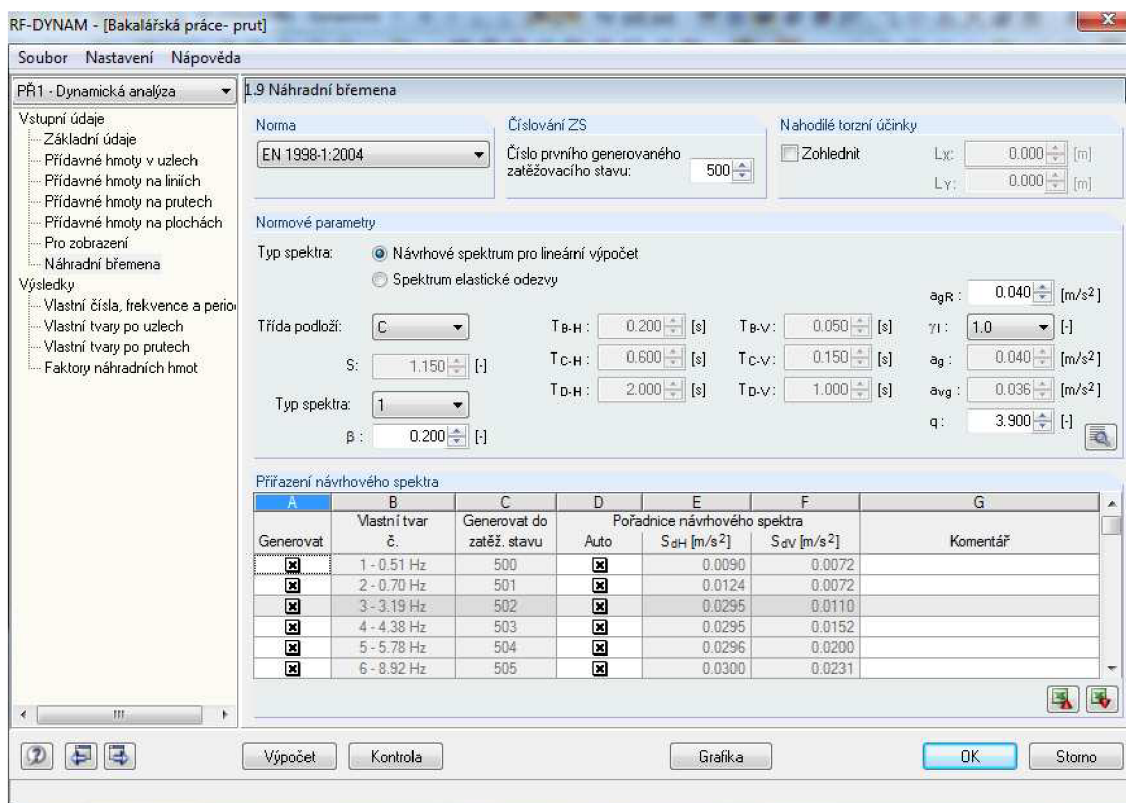 RF-DYNAM - [Bakalářská práce- prut]
Soubor Nastavení Nápověda
PŘ1 - Dynamická analýza
Vstupní údaje
Základní údaje
Přídavné hmoty v uzlech
Přídavné hmoty na liniích
Přídavné hmoty na prutech
Přídavné hmoty na plochách
Pro zobrazení
Náhradní břemena
Výsledky
Vlastní čísla, frekvence a perio
Vlastní tvary po uzlech
Vlastní tvary po prutech
Faktory náhradních hmot
1.9 Náhradní břemena
Norma
EN 1998-1:2004
Číslování ZS
Číslo prvního generovaného
zatěžovacího stavu: 500
Nahodilé torzní účinky
Zohlednit LX: 0.000 [m]
LY: 0.000 [m]
Normové parametry
Typ spektra: Návrhové spektrum pro lineární výpočet
Spektrum elastické odezvy
agR : 0.040 [m/s2]
Třída podloží: C TB-H : 0.200 [s] TB-V : 0.050 [s] γI : 1.0 [-]
S: 1.150 [-] TC-H : 0.600 [s] TC-V : 0.150 [s] ag : 0.040 [m/s2]
TD-H : 2.000 [s] TD-V : 1.000 [s] avg : 0.036 [m/s2]
Typ spektra: 1
q : 3.900 [-]
β : 0.200 [-]
Přiřazení návrhového spektra
A B C D E F G
Vlastní tvar Generovat do Pořadnice návrhového spektra
Generovat č. zatěž. stavu Auto SdH [m/s2] SdV [m/s2] Komentář
1 - 0.51 Hz 500 0.0090 0.0072
2 - 0.70 Hz 501 0.0124 0.0072
3 - 3.19 Hz 502 0.0295 0.0110
4 - 4.38 Hz 503 0.0295 0.0152
5 - 5.78 Hz 504 0.0296 0.0200
6 - 8.92 Hz 505 0.0300 0.0231
Výpočet Kontrola Grafika OK Storno